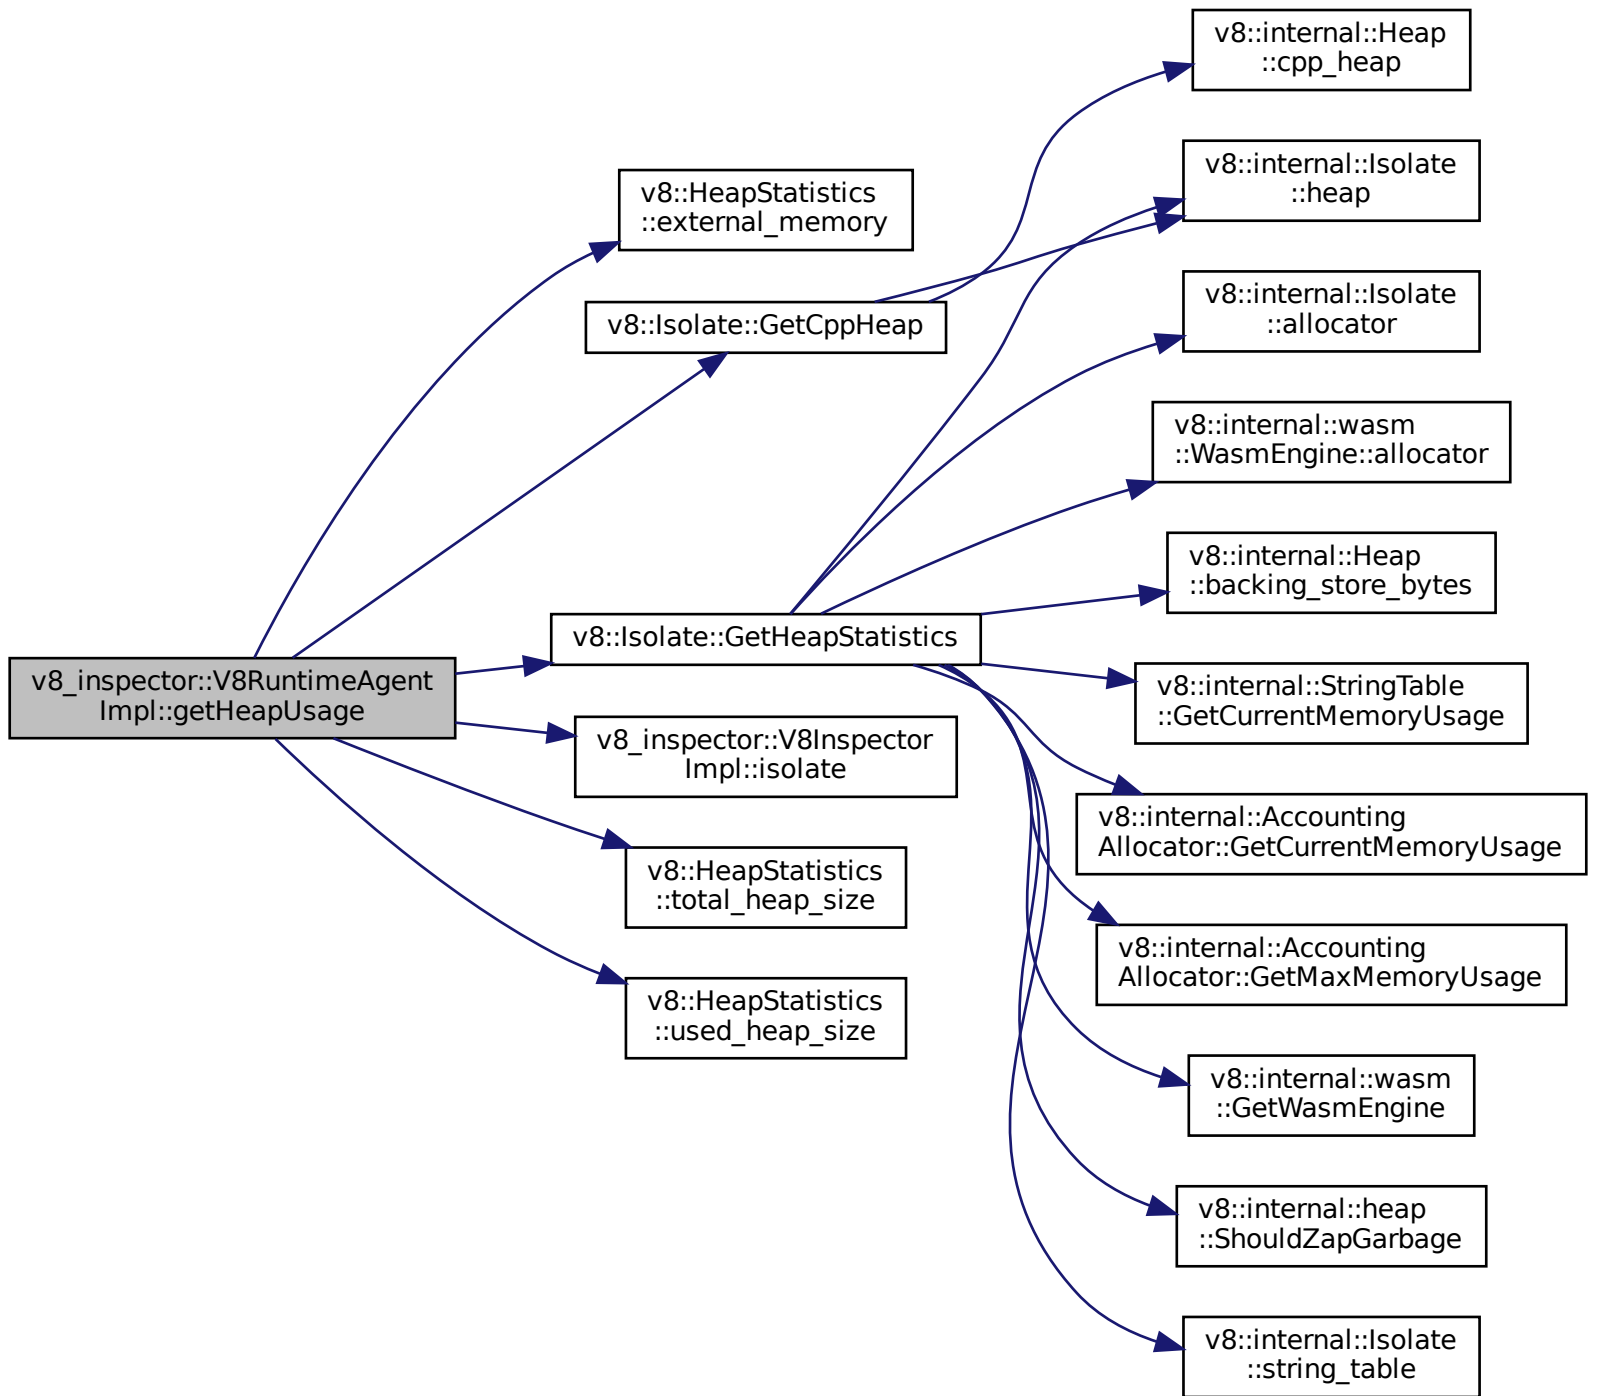 v8_inspector::V8RuntimeAgent
Impl::getHeapUsage
v8::HeapStatistics
::external_memory
v8::Isolate::GetCppHeap
v8::Isolate::GetHeapStatistics
v8_inspector::V8Inspector
Impl::isolate
v8::HeapStatistics
::total_heap_size
v8::HeapStatistics
::used_heap_size
v8::internal::Heap
::cpp_heap
v8::internal::Isolate
::heap
v8::internal::Isolate
::allocator
v8::internal::wasm
::WasmEngine::allocator
v8::internal::Heap
::backing_store_bytes
v8::internal::StringTable
::GetCurrentMemoryUsage
v8::internal::Accounting
Allocator::GetCurrentMemoryUsage
v8::internal::Accounting
Allocator::GetMaxMemoryUsage
v8::internal::wasm
::GetWasmEngine
v8::internal::heap
::ShouldZapGarbage
v8::internal::Isolate
::string_table